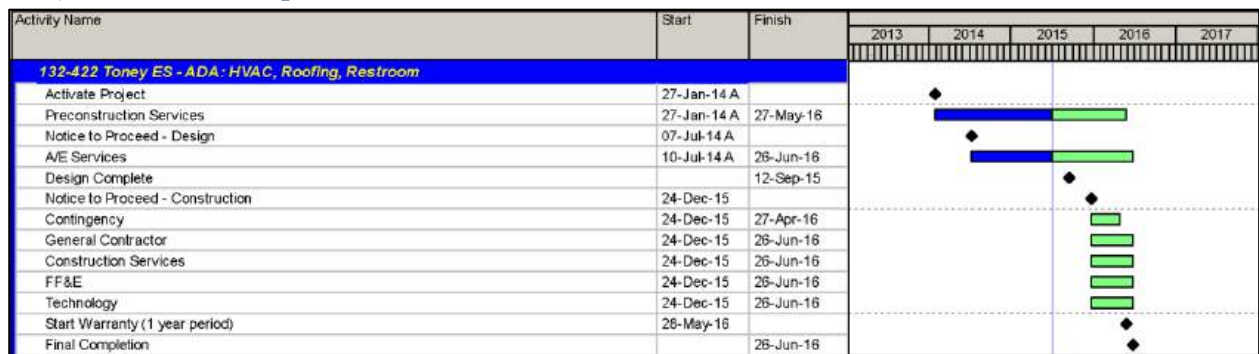 Activity Name Start Finish
2013 2014 2015 2016 2017
132-422 Toney ES - ADA: HVAC, Roofing, Restroom
Activate Project 27-Jan-14 A
Preconstruction Services 27-Jan-14 A 27-May-16
Notice to Proceed - Design 07-Jul-14 A
A/E Services 10-Jul-14 A 26-Jun-16
Design Complete 12-Sep-15
Notice to Proceed - Construction 24-Dec-15
Contingency 24-Dec-15 27-Apr-16
General Contractor 24-Dec-15 26-Jun-16
Construction Services 24-Dec-15 26-Jun-16
FF&E 24-Dec-15 26-Jun-16
Technology 24-Dec-15 26-Jun-16
Start Warranty (1 year period) 28-May-16
Final Completion 26-Jun-16